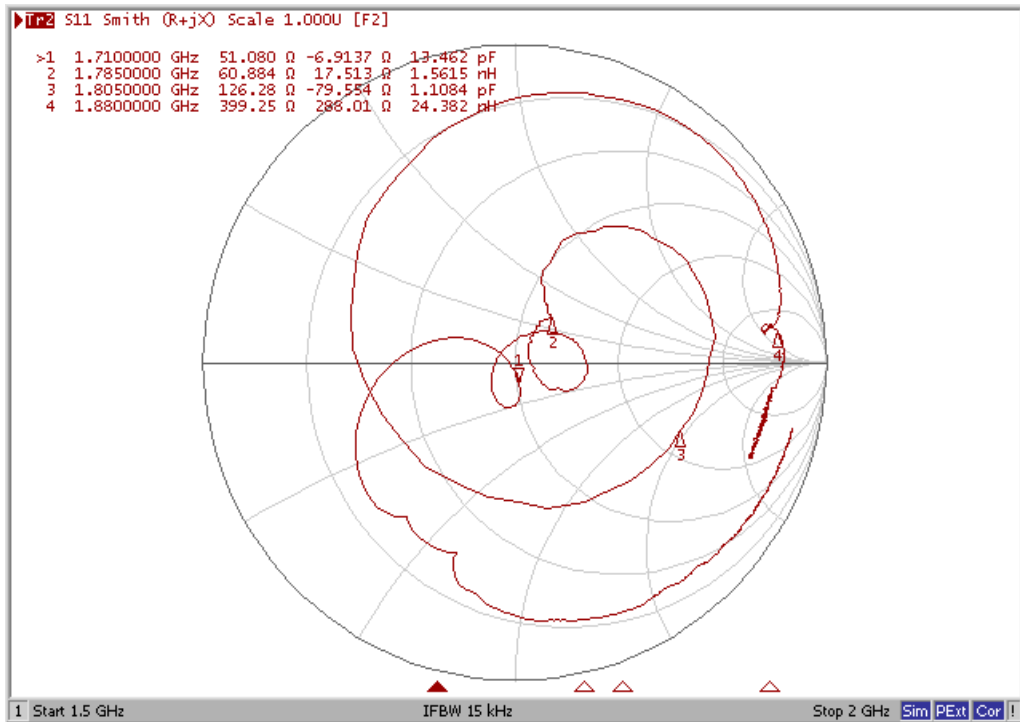 Tr2 S11 Smith (R+jX) Scale 1.000U [F2]
>1 1.7100000 GHz 51.080 Ω -6.9137 Ω 13.462 pF
2 1.7850000 GHz 60.884 Ω 17.513 Ω 1.5615 nH
3 1.8050000 GHz 126.28 Ω -79.554 Ω 1.1084 pF
4 1.8800000 GHz 399.25 Ω 288.01 Ω 24.382 nH
1
2
4
3
1 Start 1.5 GHz IFBW 15 kHz Stop 2 GHz Sim PExt Cor !